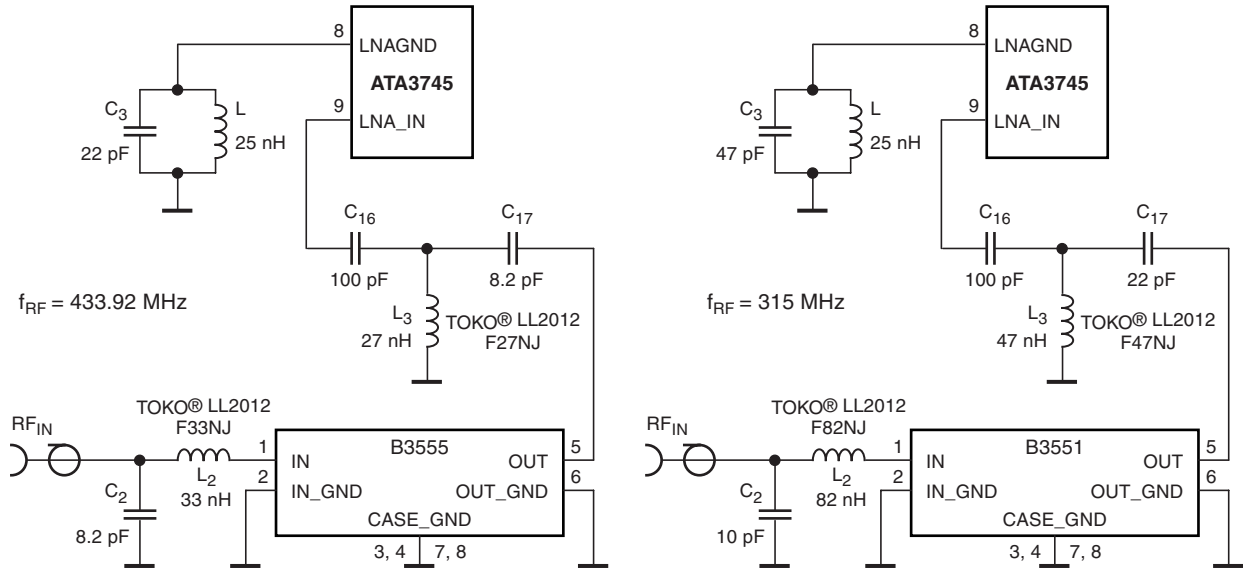 8
LNAGND
ATA3745
C3
L
9
LNA_IN
22 pF
25 nH
C16
C17
100 pF
8.2 pF
fRF = 433.92 MHz
L3
TOKO® LL2012
27 nH
F27NJ
TOKO® LL2012
F33NJ
RFIN
1
B3555
5
IN
OUT
2
L2
6
C2
33 nH
IN_GND
OUT_GND
8.2 pF
CASE_GND
3, 4
7, 8
8
LNAGND
ATA3745
C3
L
9
LNA_IN
47 pF
25 nH
C16
C17
100 pF
22 pF
fRF = 315 MHz
L3
TOKO® LL2012
47 nH
F47NJ
TOKO® LL2012
F82NJ
RFIN
1
B3551
5
IN
OUT
2
L2
6
C2
82 nH
IN_GND
OUT_GND
10 pF
CASE_GND
3, 4
7, 8